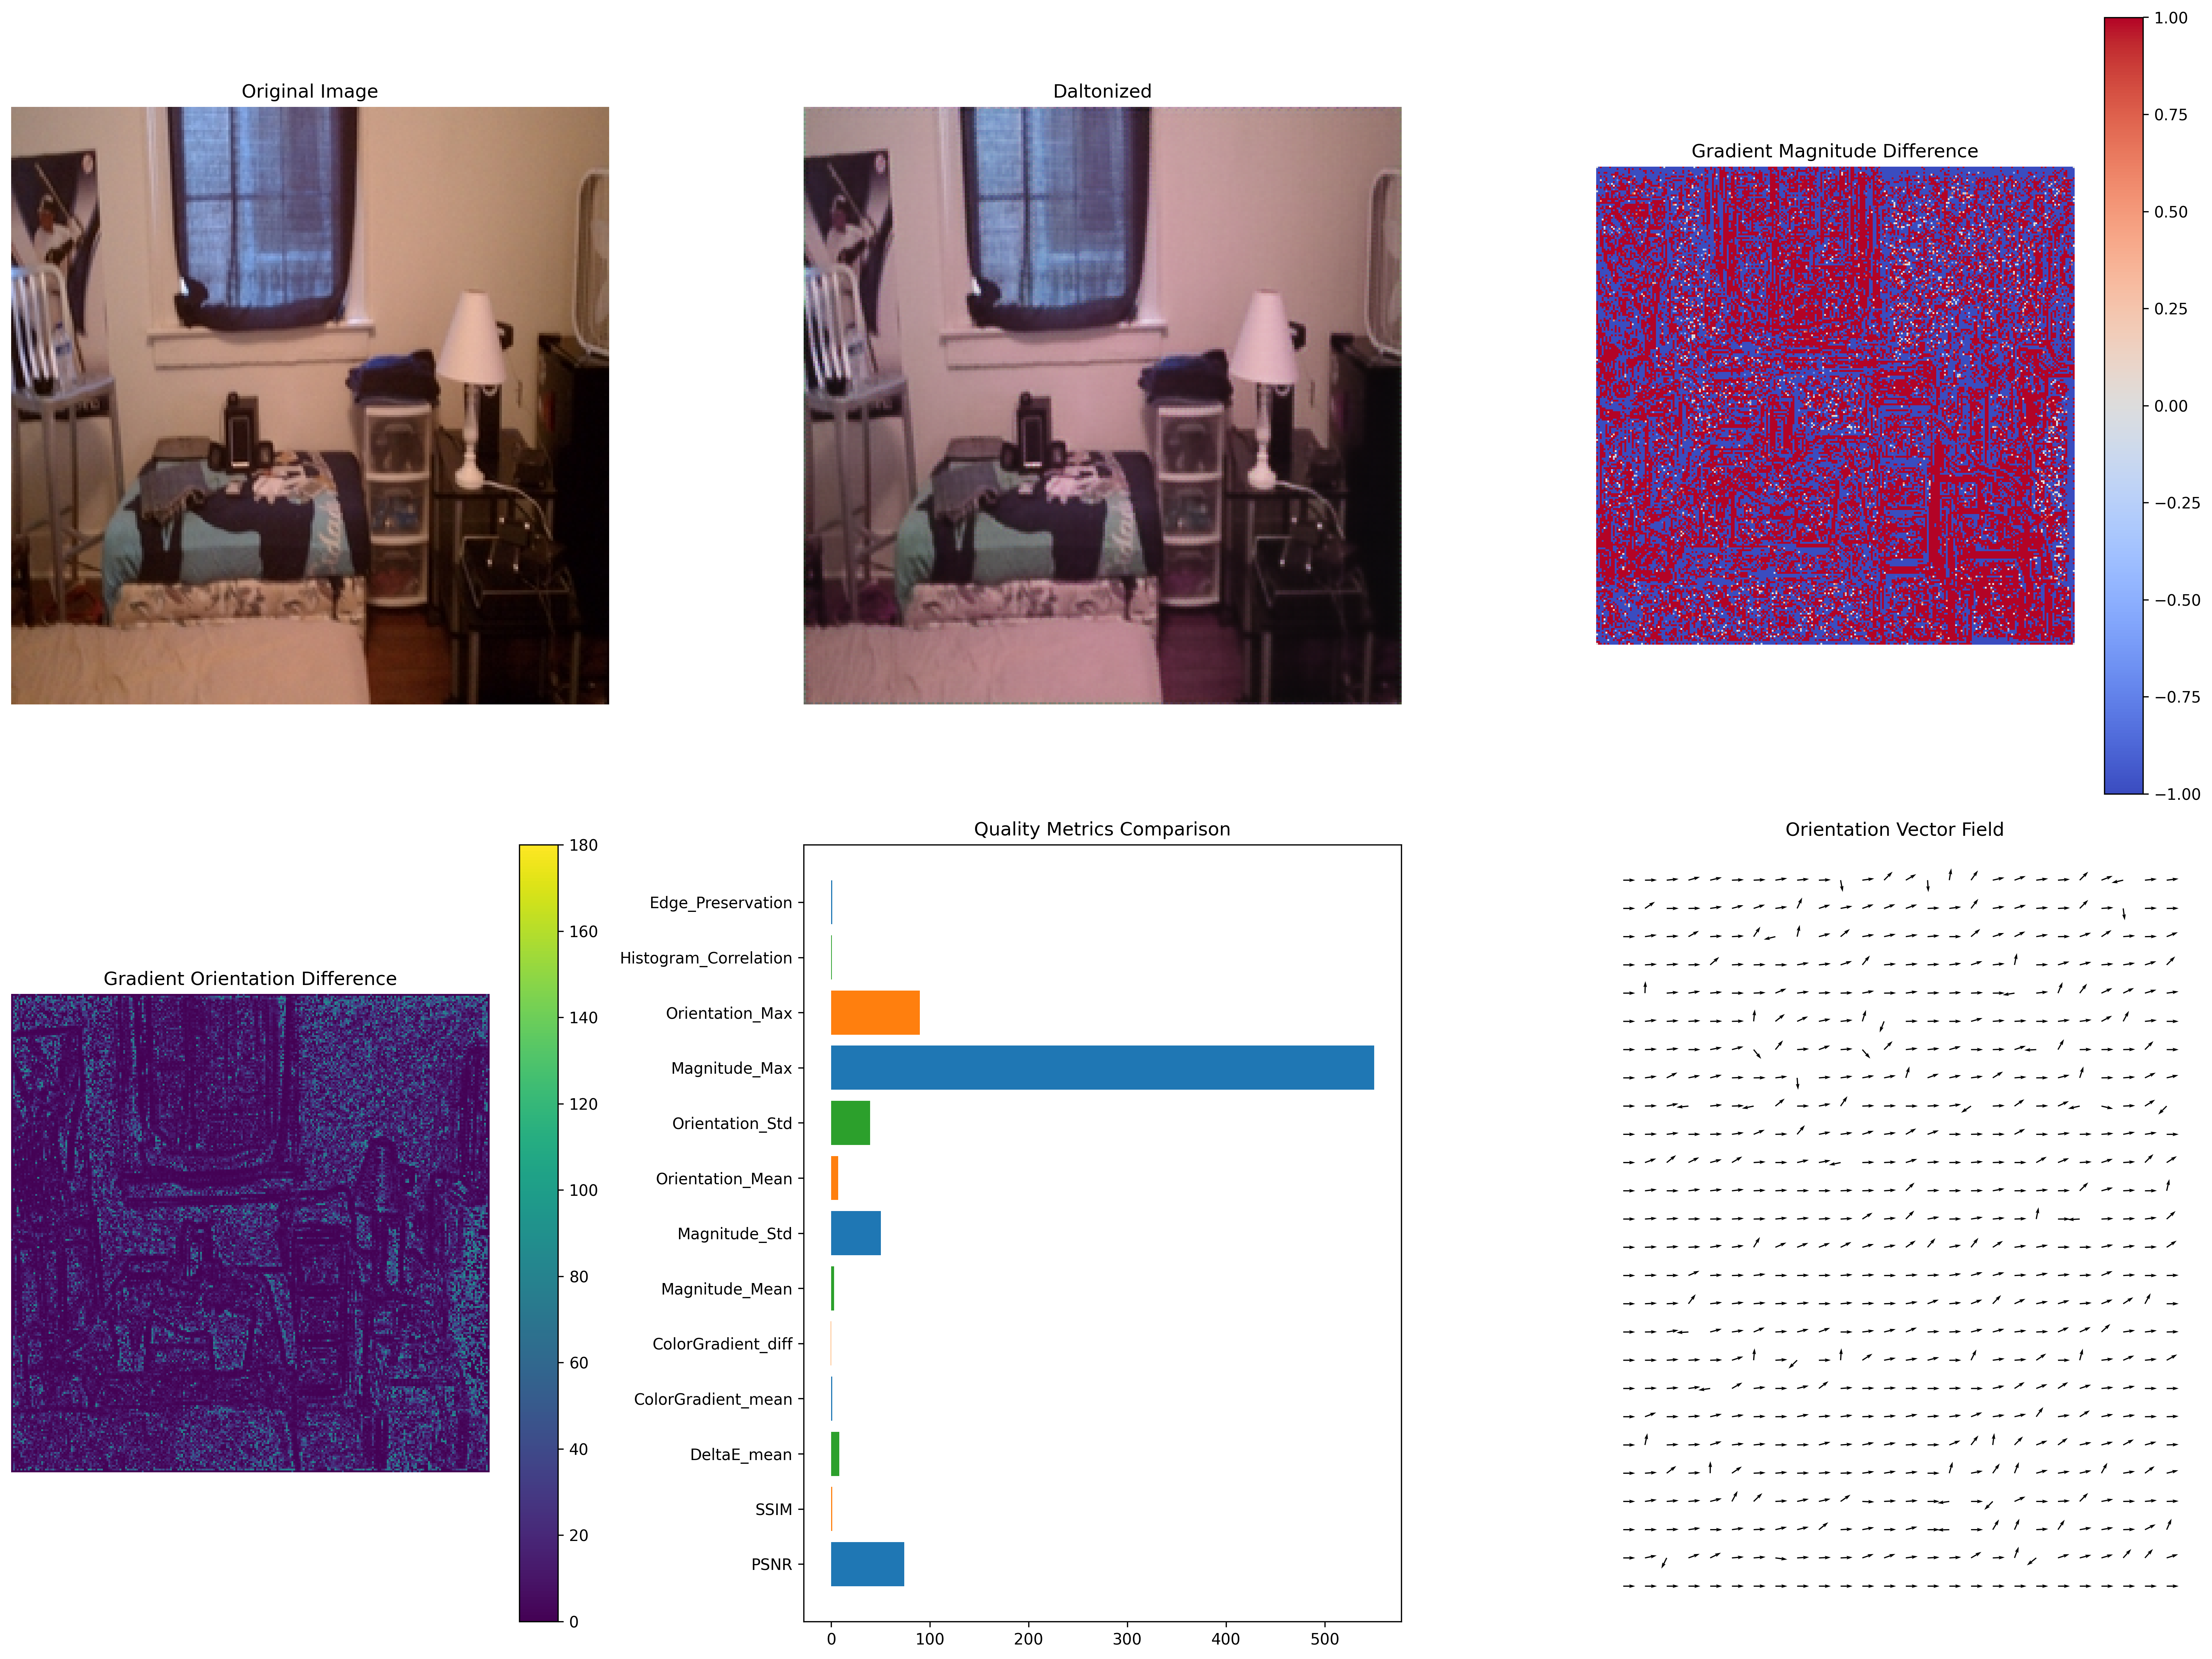 Original Image
Daltonized
Gradient Magnitude Difference
1.00
0.75
0.50
0.25
0.00
−0.25
−0.50
−0.75
−1.00
Gradient Orientation Difference
180
160
140
120
100
80
60
40
20
0
Quality Metrics Comparison
Edge_Preservation
Histogram_Correlation
Orientation_Max
Magnitude_Max
Orientation_Std
Orientation_Mean
Magnitude_Std
Magnitude_Mean
ColorGradient_diff
ColorGradient_mean
DeltaE_mean
SSIM
PSNR
0 100 200 300 400 500
Orientation Vector Field